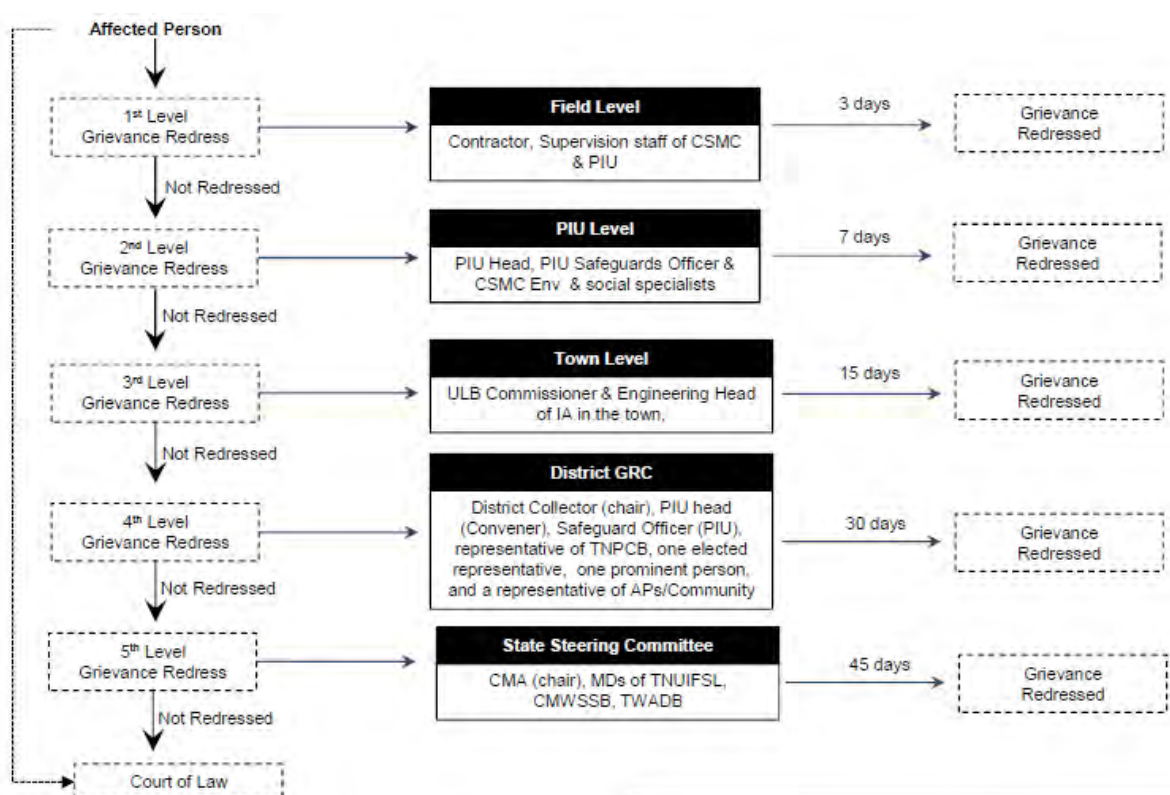 Affected Person
1st Level
Grievance Redress
Field Level
Contractor, Supervision staff of CSMC
& PIU
3 days
Grievance
Redressed
Not Redressed
2nd Level
Grievance Redress
PIU Level
PIU Head, PIU Safeguards Officer &
CSMC Env & social specialists
7 days
Grievance
Redressed
Not Redressed
3rd Level
Grievance Redress
Town Level
ULB Commissioner & Engineering Head
of IA in the town,
15 days
Grievance
Redressed
Not Redressed
4th Level
Grievance Redress
District GRC
District Collector (chair), PIU head
(Convener), Safeguard Officer (PIU),
representative of TNPCB, one elected
representative, one prominent person,
and a representative of APs/Community
30 days
Grievance
Redressed
Not Redressed
5th Level
Grievance Redress
State Steering Committee
CMA (chair), MDs of TNUIFSL,
CMWSSB, TWADB
45 days
Grievance
Redressed
Not Redressed
Court of Law